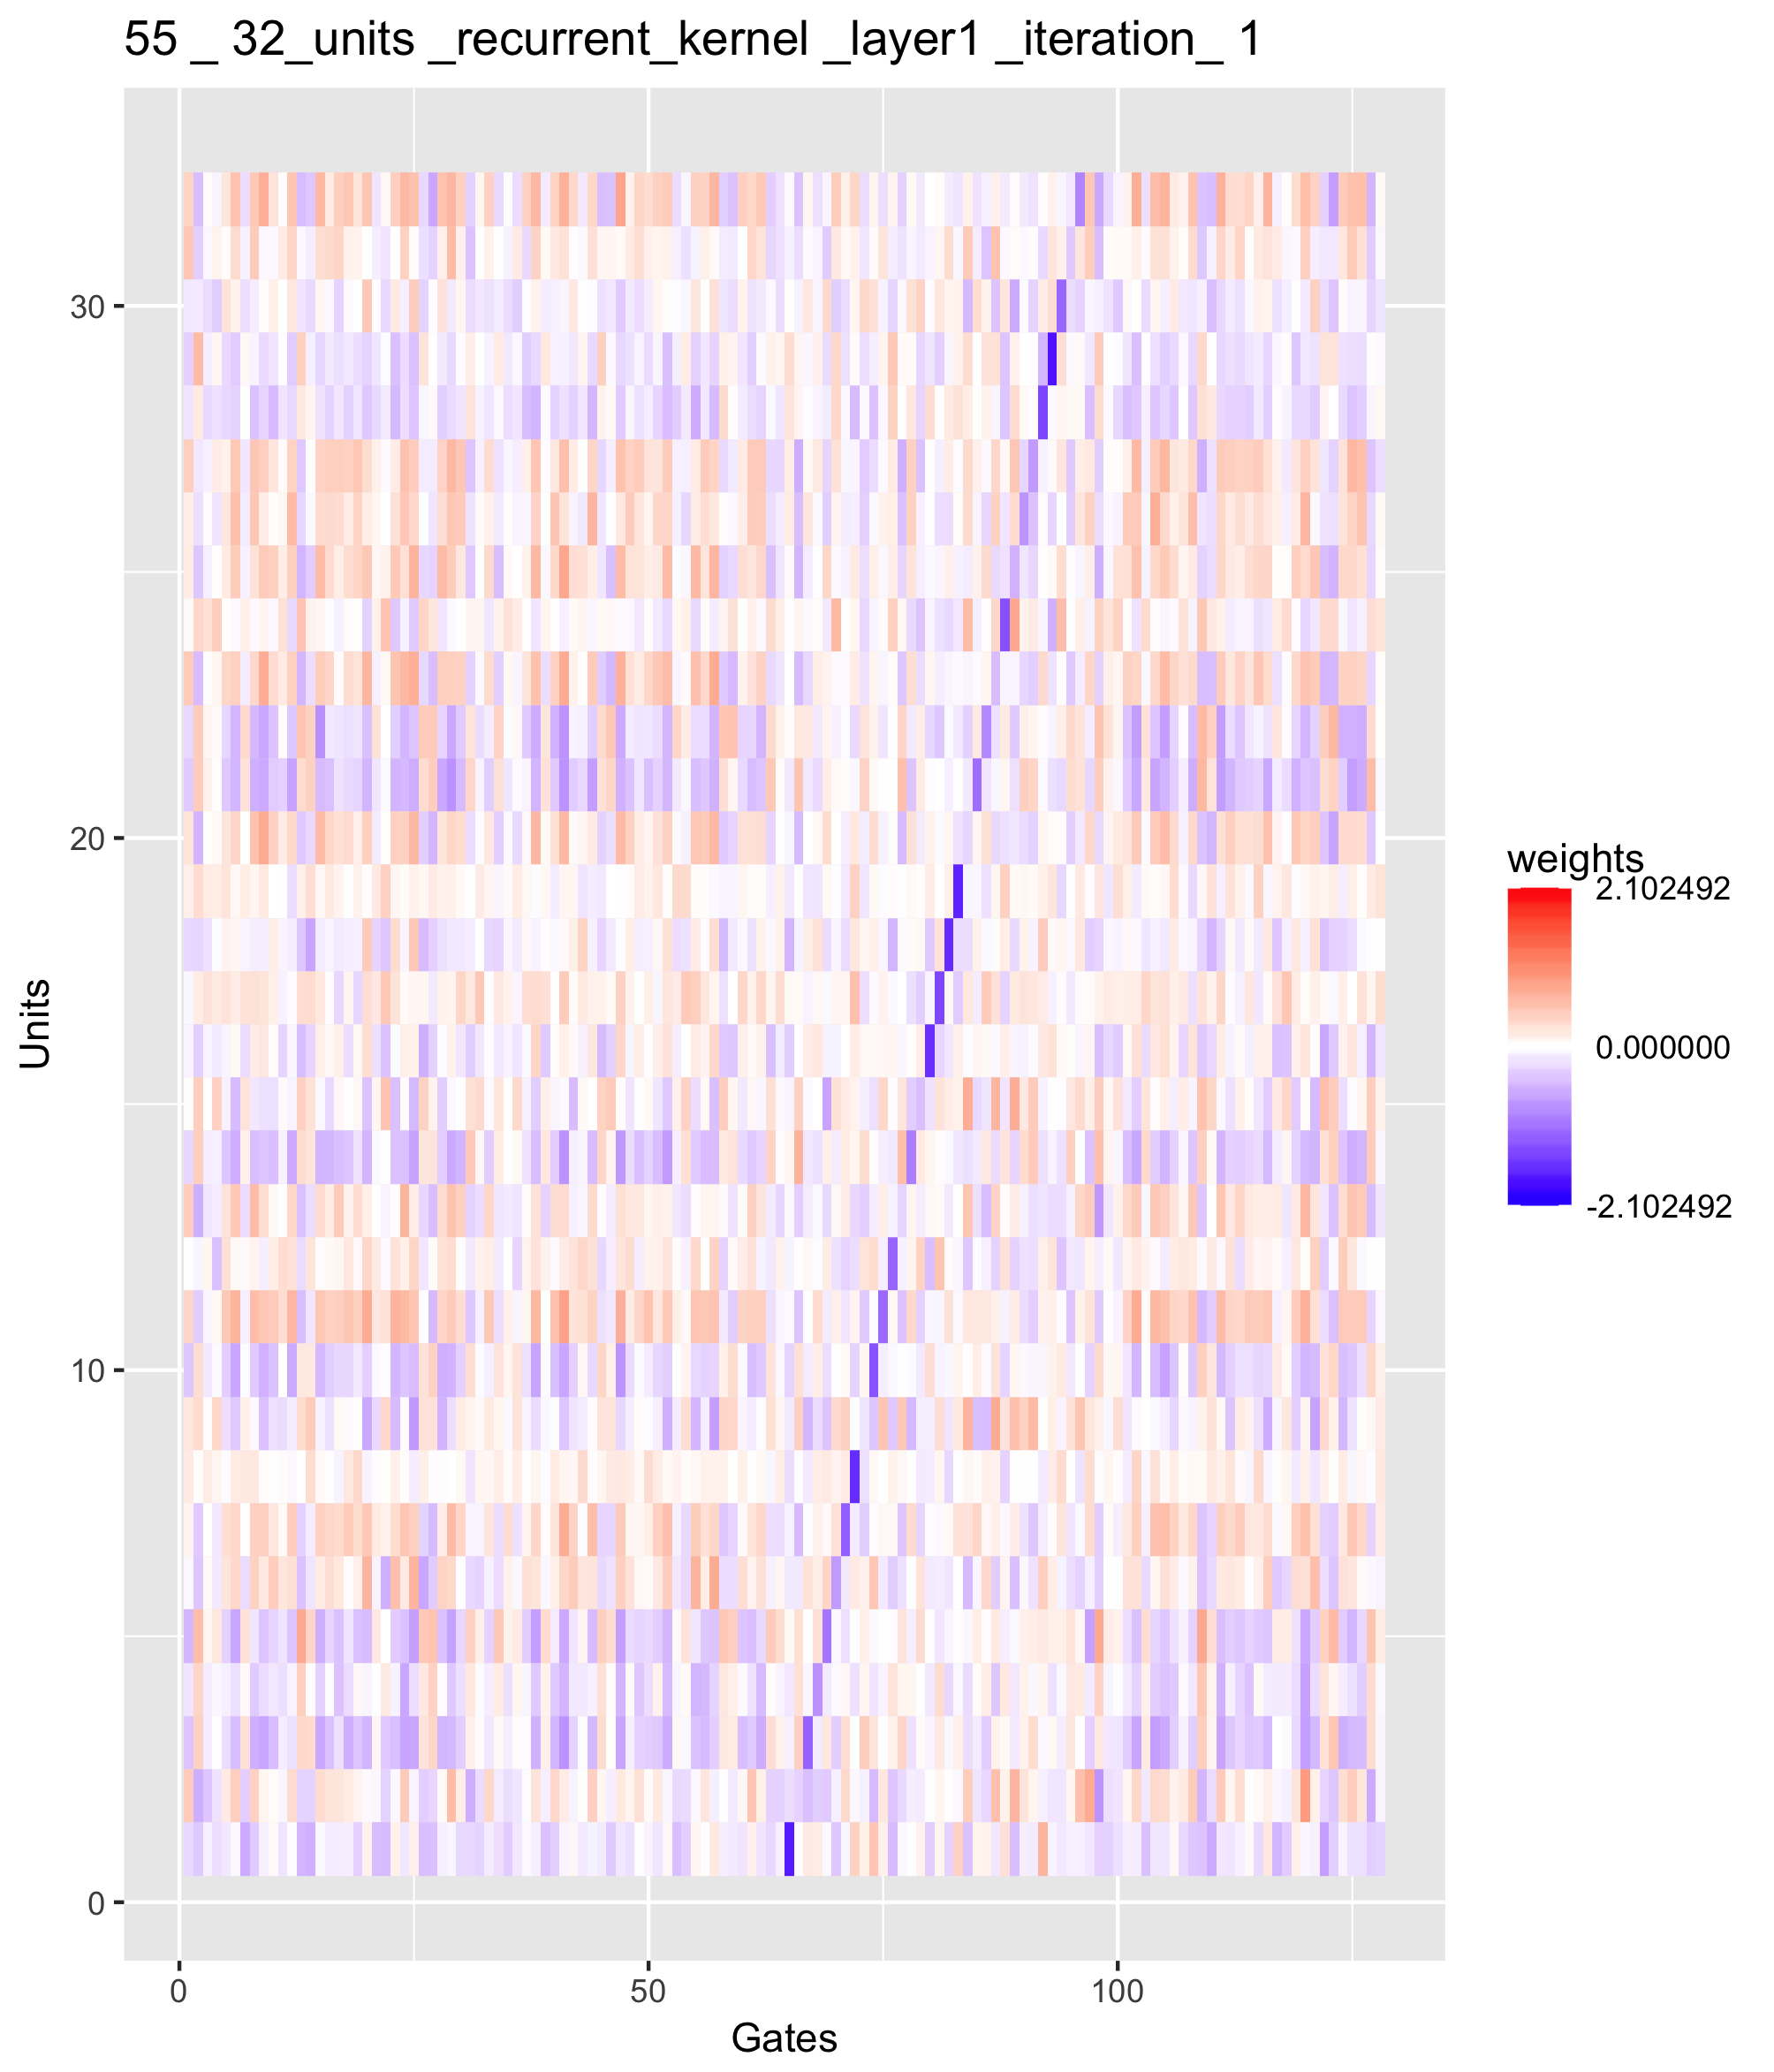 55 _ 32_units _recurrent_kernel _layer1 _iteration_ 1
30
20
10
0
Units
0 50 100
Gates
weights
2.102492
0.000000
-2.102492